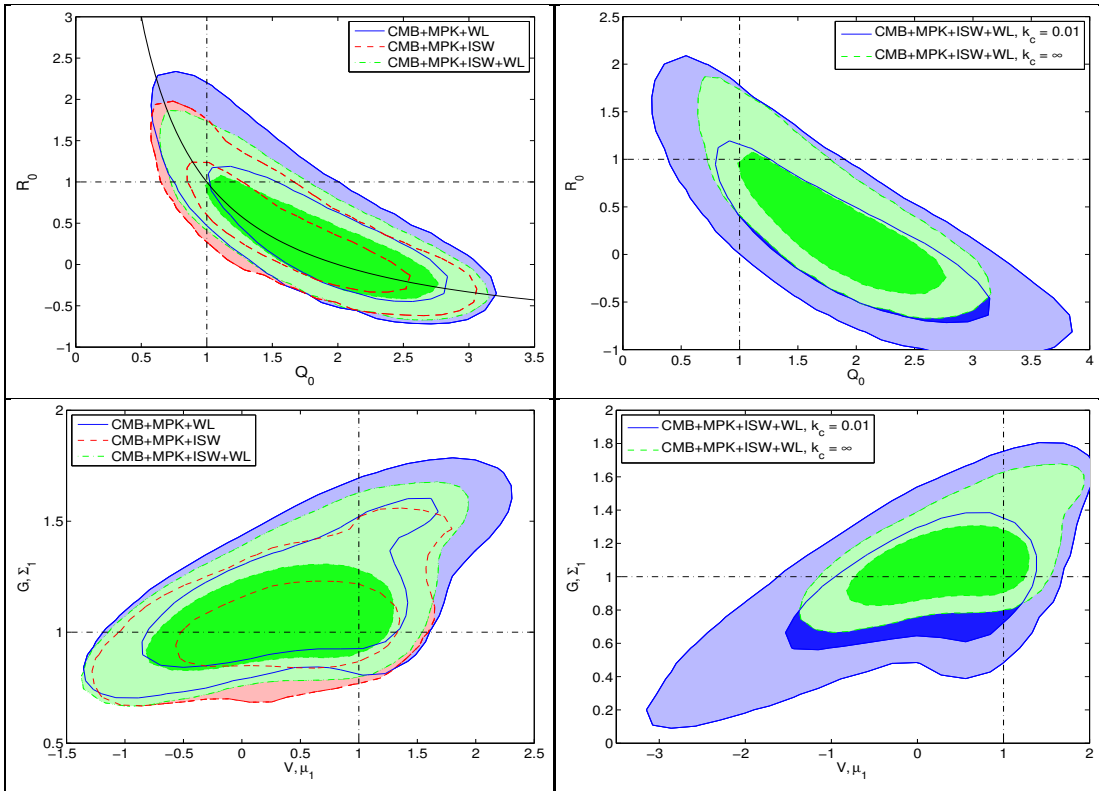 CMB+MPK+WL
CMB+MPK+ISW
CMB+MPK+ISW+WL
3
2.5
2
1.5
1
0.5
0
−0.5
−1
R₀
0 0.5 1 1.5 2 2.5 3 3.5
Q₀
CMB+MPK+ISW+WL, k_c = 0.01
CMB+MPK+ISW+WL, k_c = ∞
2.5
2
1.5
1
0.5
0
−0.5
−1
R₀
0 0.5 1 1.5 2 2.5 3 3.5 4
Q₀
CMB+MPK+WL
CMB+MPK+ISW
CMB+MPK+ISW+WL
2
1.5
1
0.5
G, Σ₁
−1.5 −1 −0.5 0 0.5 1 1.5 2 2.5
V, μ₁
CMB+MPK+ISW+WL, k_c = 0.01
CMB+MPK+ISW+WL, k_c = ∞
2
1.8
1.6
1.4
1.2
1
0.8
0.6
0.4
0.2
0
G, Σ₁
−3 −2 −1 0 1 2
V, μ₁